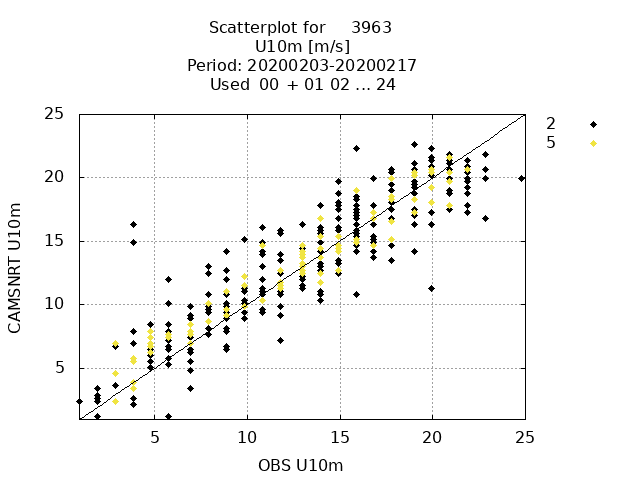 Scatterplot for 3963
U10m [m/s]
Period: 20200203-20200217
Used 00 + 01 02 ... 24
25
20
15
10
5
CAMSNRT U10m
5 10 15 20 25
OBS U10m
2
5